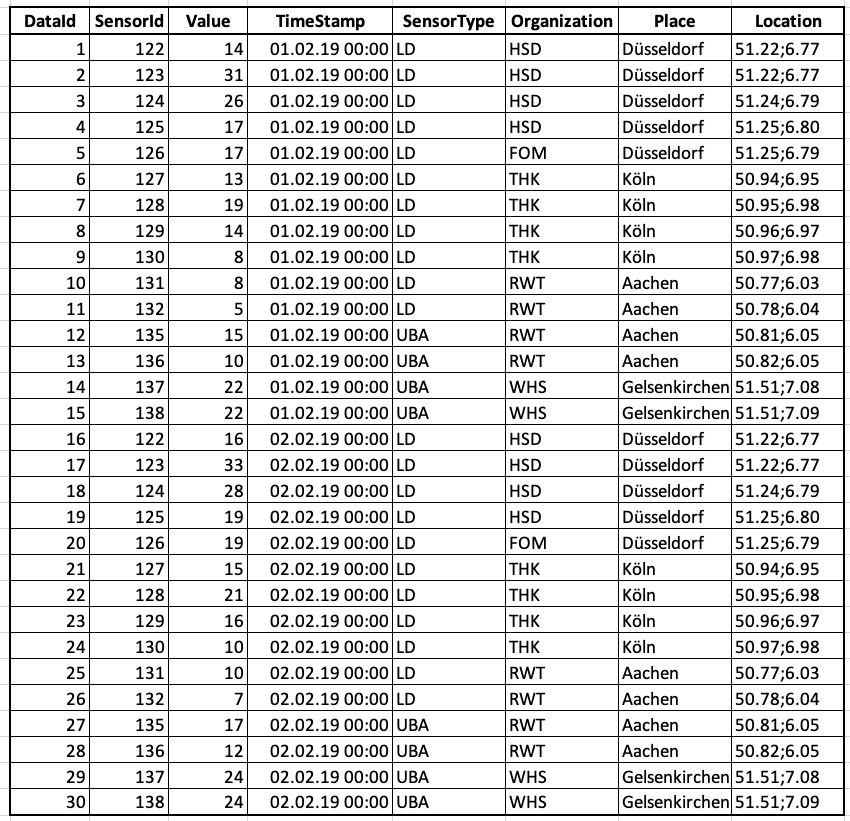 DataId SensorId Value TimeStamp SensorType Organization Place Location
1 122 14 01.02.19 00:00 LD HSD Düsseldorf 51.22;6.77
2 123 31 01.02.19 00:00 LD HSD Düsseldorf 51.22;6.77
3 124 26 01.02.19 00:00 LD HSD Düsseldorf 51.24;6.79
4 125 17 01.02.19 00:00 LD HSD Düsseldorf 51.25;6.80
5 126 17 01.02.19 00:00 LD FOM Düsseldorf 51.25;6.79
6 127 13 01.02.19 00:00 LD THK Köln 50.94;6.95
7 128 19 01.02.19 00:00 LD THK Köln 50.95;6.98
8 129 14 01.02.19 00:00 LD THK Köln 50.96;6.97
9 130 8 01.02.19 00:00 LD THK Köln 50.97;6.98
10 131 8 01.02.19 00:00 LD RWT Aachen 50.77;6.03
11 132 5 01.02.19 00:00 LD RWT Aachen 50.78;6.04
12 135 15 01.02.19 00:00 UBA RWT Aachen 50.81;6.05
13 136 10 01.02.19 00:00 UBA RWT Aachen 50.82;6.05
14 137 22 01.02.19 00:00 UBA WHS Gelsenkirchen 51.51;7.08
15 138 22 01.02.19 00:00 UBA WHS Gelsenkirchen 51.51;7.09
16 122 16 02.02.19 00:00 LD HSD Düsseldorf 51.22;6.77
17 123 33 02.02.19 00:00 LD HSD Düsseldorf 51.22;6.77
18 124 28 02.02.19 00:00 LD HSD Düsseldorf 51.24;6.79
19 125 19 02.02.19 00:00 LD HSD Düsseldorf 51.25;6.80
20 126 19 02.02.19 00:00 LD FOM Düsseldorf 51.25;6.79
21 127 15 02.02.19 00:00 LD THK Köln 50.94;6.95
22 128 21 02.02.19 00:00 LD THK Köln 50.95;6.98
23 129 16 02.02.19 00:00 LD THK Köln 50.96;6.97
24 130 10 02.02.19 00:00 LD THK Köln 50.97;6.98
25 131 10 02.02.19 00:00 LD RWT Aachen 50.77;6.03
26 132 7 02.02.19 00:00 LD RWT Aachen 50.78;6.04
27 135 17 02.02.19 00:00 UBA RWT Aachen 50.81;6.05
28 136 12 02.02.19 00:00 UBA RWT Aachen 50.82;6.05
29 137 24 02.02.19 00:00 UBA WHS Gelsenkirchen 51.51;7.08
30 138 24 02.02.19 00:00 UBA WHS Gelsenkirchen 51.51;7.09